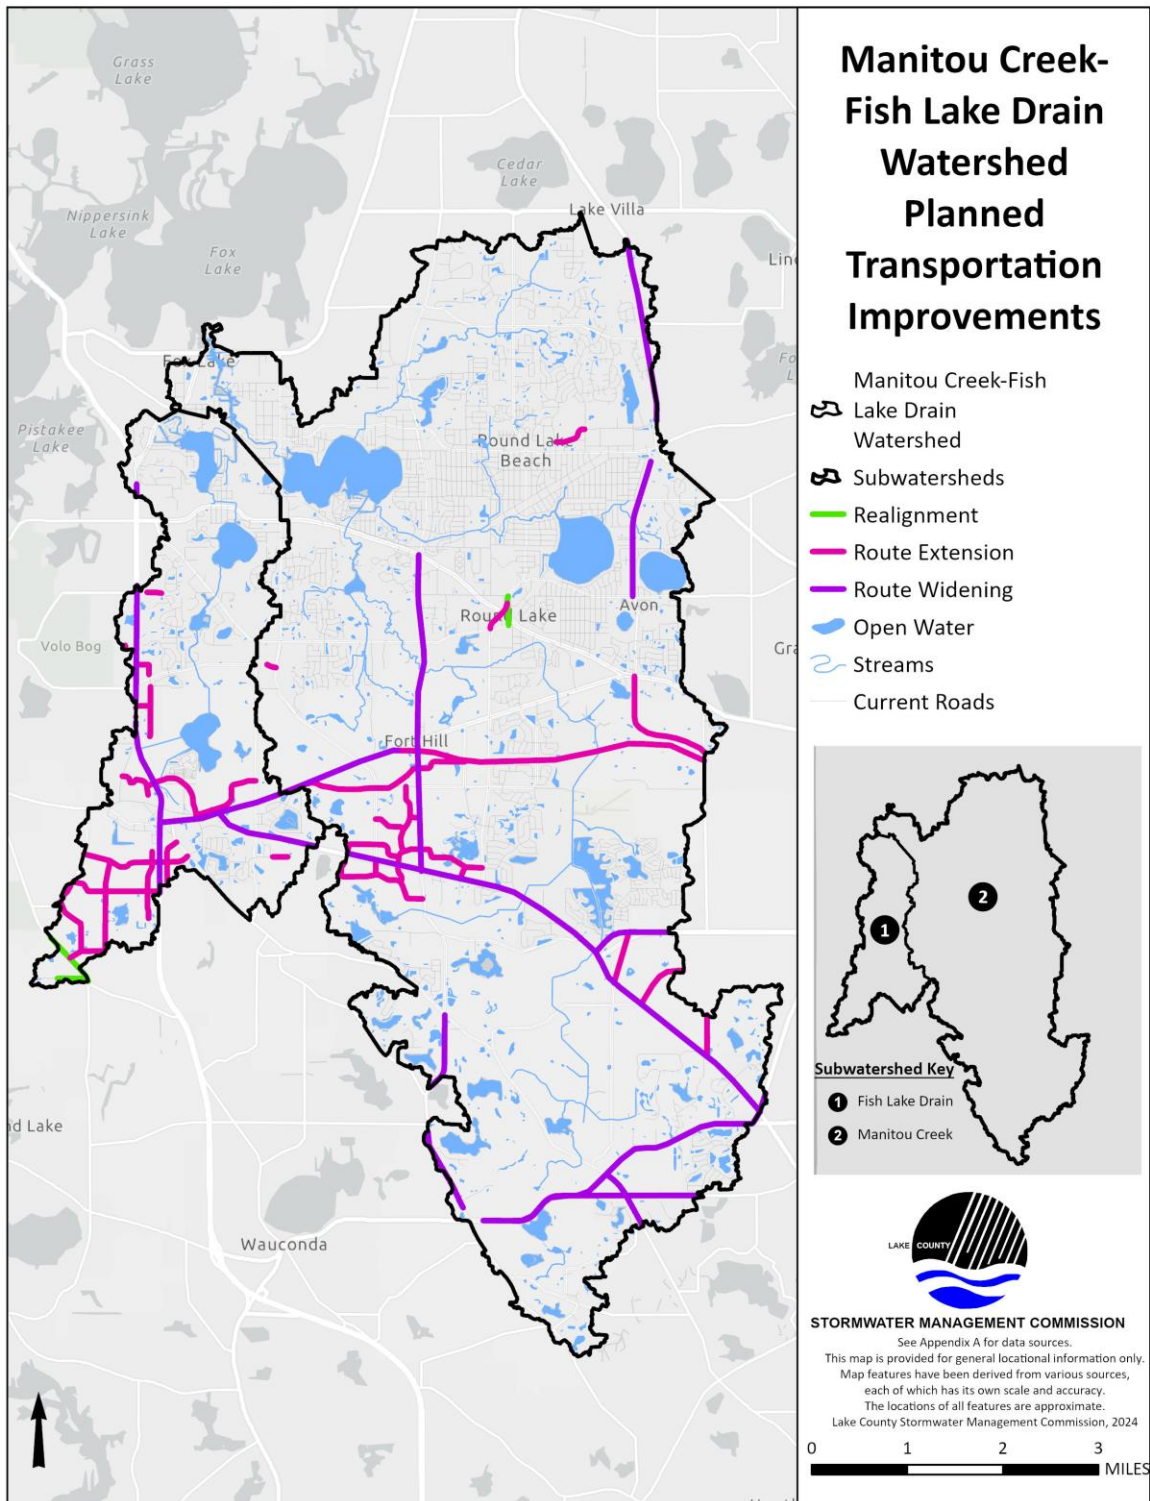 Grass
Lake
Cedar
Lake
Lake Villa
Nippersink
Lake
Fox
Lake
Fox Lake
Pistakee
Lake
Round Lake
Beach
Volo Bog
Round Lake
Avon
Fort Hill
Wauconda
Manitou Creek-
Fish Lake Drain
Watershed
Planned
Transportation
Improvements
Manitou Creek-Fish
Lake Drain
Watershed
Subwatersheds
Realignment
Route Extension
Route Widening
Open Water
Streams
Current Roads
1
2
Subwatershed Key
1 Fish Lake Drain
2 Manitou Creek
LAKE COUNTY
STORMWATER MANAGEMENT COMMISSION
See Appendix A for data sources.
This map is provided for general locational information only.
Map features have been derived from various sources,
each of which has its own scale and accuracy.
The locations of all features are approximate.
Lake County Stormwater Management Commission, 2024
0 1 2 3
MILES